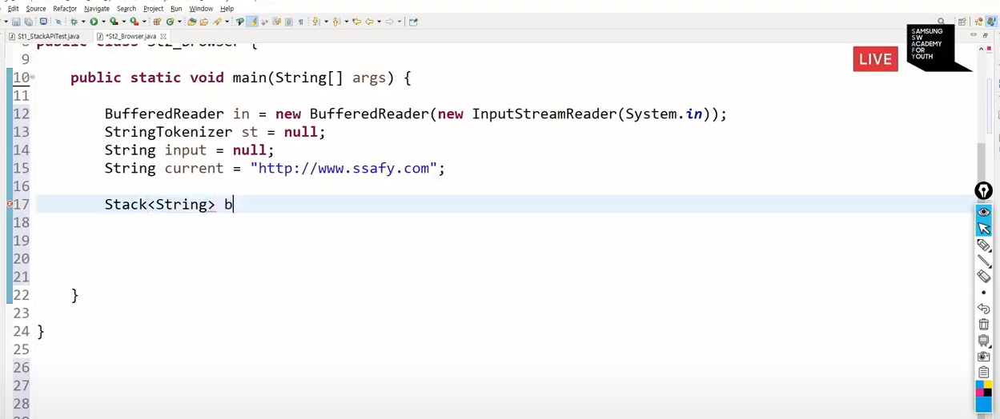 Edit Source Refactor Navigate Search Project Run Window Help
St1_StackAPITest.java *St2_Browser.java
SAMSUNG
SW
ACADEMY
FOR
YOUTH
LIVE
8 public class St2_Browser {
9
10 public static void main(String[] args) {
11
12 BufferedReader in = new BufferedReader(new InputStreamReader(System.in));
13 StringTokenizer st = null;
14 String input = null;
15 String current = "http://www.ssafy.com";
16
17 Stack<String> b
18
19
20
21
22 }
23
24 }
25
26
27
28